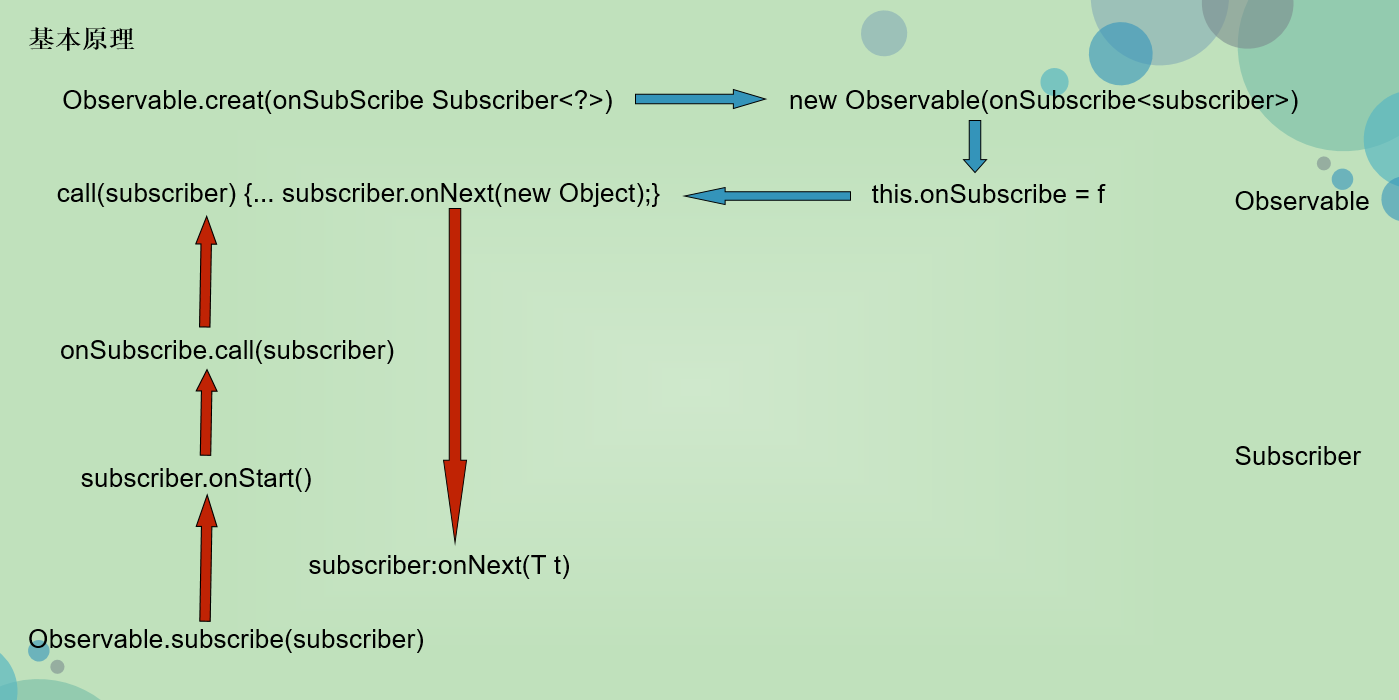 基本原理
Observable.creat(onSubScribe Subscriber<?>)
new Observable(onSubscribe<subscriber>)
call(subscriber) {... subscriber.onNext(new Object);}
this.onSubscribe = f
Observable
onSubscribe.call(subscriber)
Subscriber
subscriber.onStart()
subscriber:onNext(T t)
Observable.subscribe(subscriber)